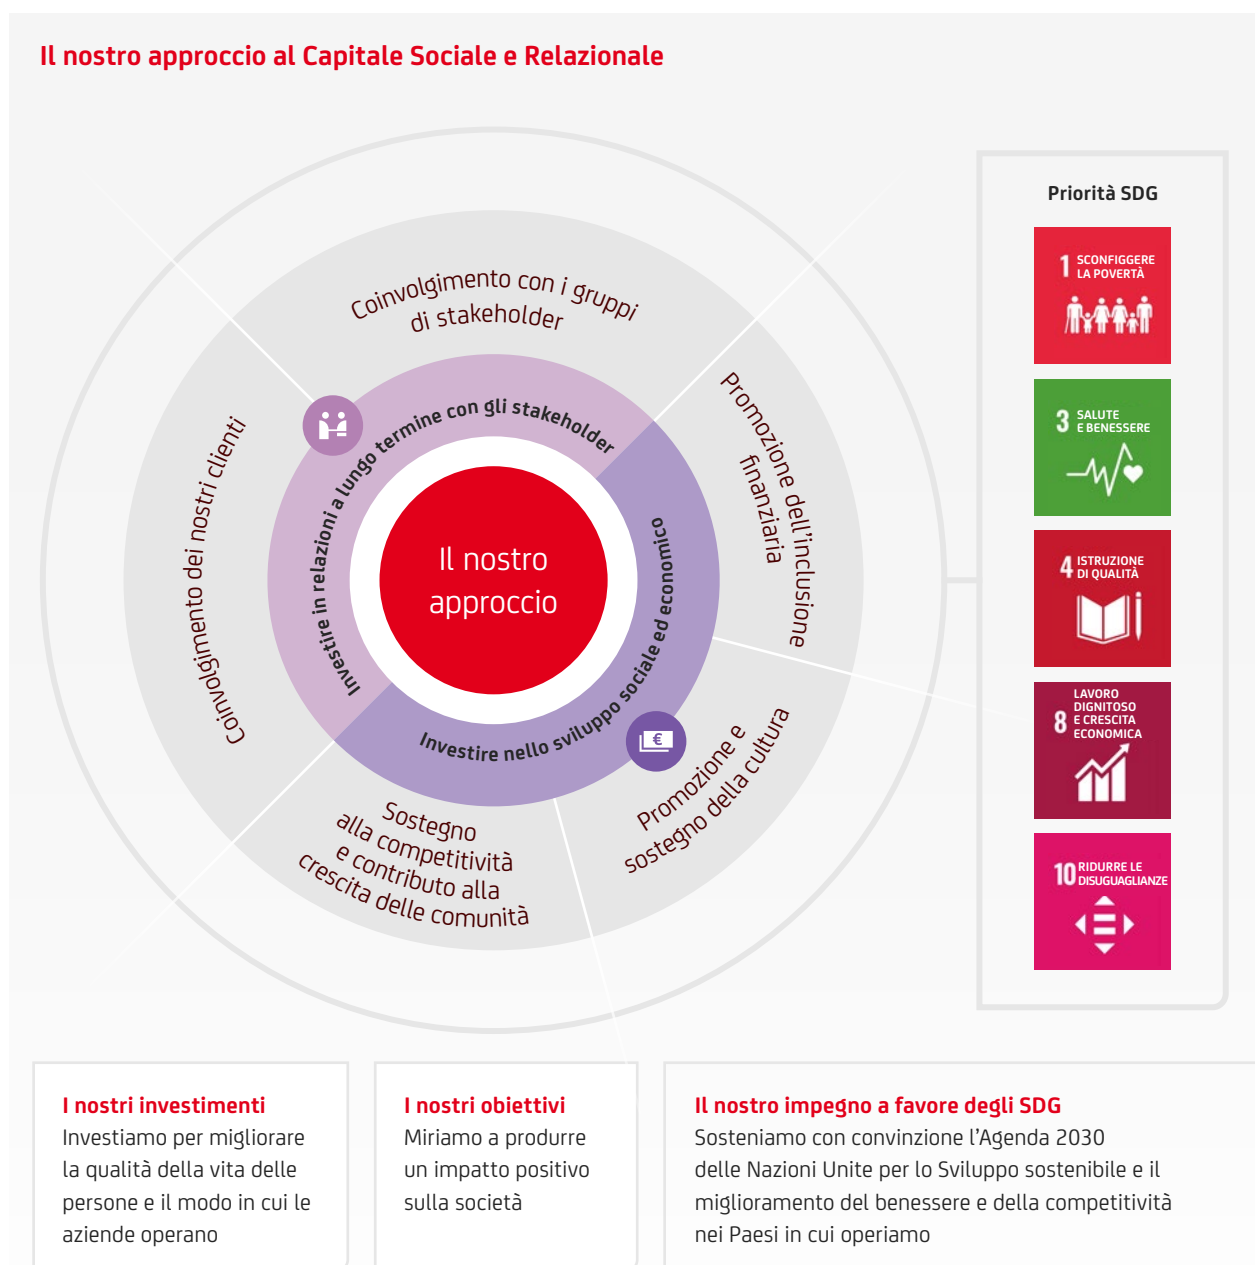 Il nostro approccio al Capitale Sociale e Relazionale
Coinvolgimento con i gruppi
di stakeholder
Promozione dell'inclusione
finanziaria
Promozione e
sostegno della cultura
Sostegno
alla competitività
e contributo alla
crescita delle comunità
Coinvolgimento dei nostri clienti
Investire in relazioni a lungo termine con gli stakeholder
Investire nello sviluppo sociale ed economico
€
Il nostro
approccio
Priorità SDG
1 SCONFIGGERE
LA POVERTÀ
3 SALUTE
E BENESSERE
4 ISTRUZIONE
DI QUALITÀ
8 LAVORO
DIGNITOSO
E CRESCITA
ECONOMICA
10 RIDURRE LE
DISUGUAGLIANZE
I nostri investimenti
Investiamo per migliorare
la qualità della vita delle
persone e il modo in cui le
aziende operano
I nostri obiettivi
Miriamo a produrre
un impatto positivo
sulla società
Il nostro impegno a favore degli SDG
Sosteniamo con convinzione l'Agenda 2030
delle Nazioni Unite per lo Sviluppo sostenibile e il
miglioramento del benessere e della competitività
nei Paesi in cui operiamo